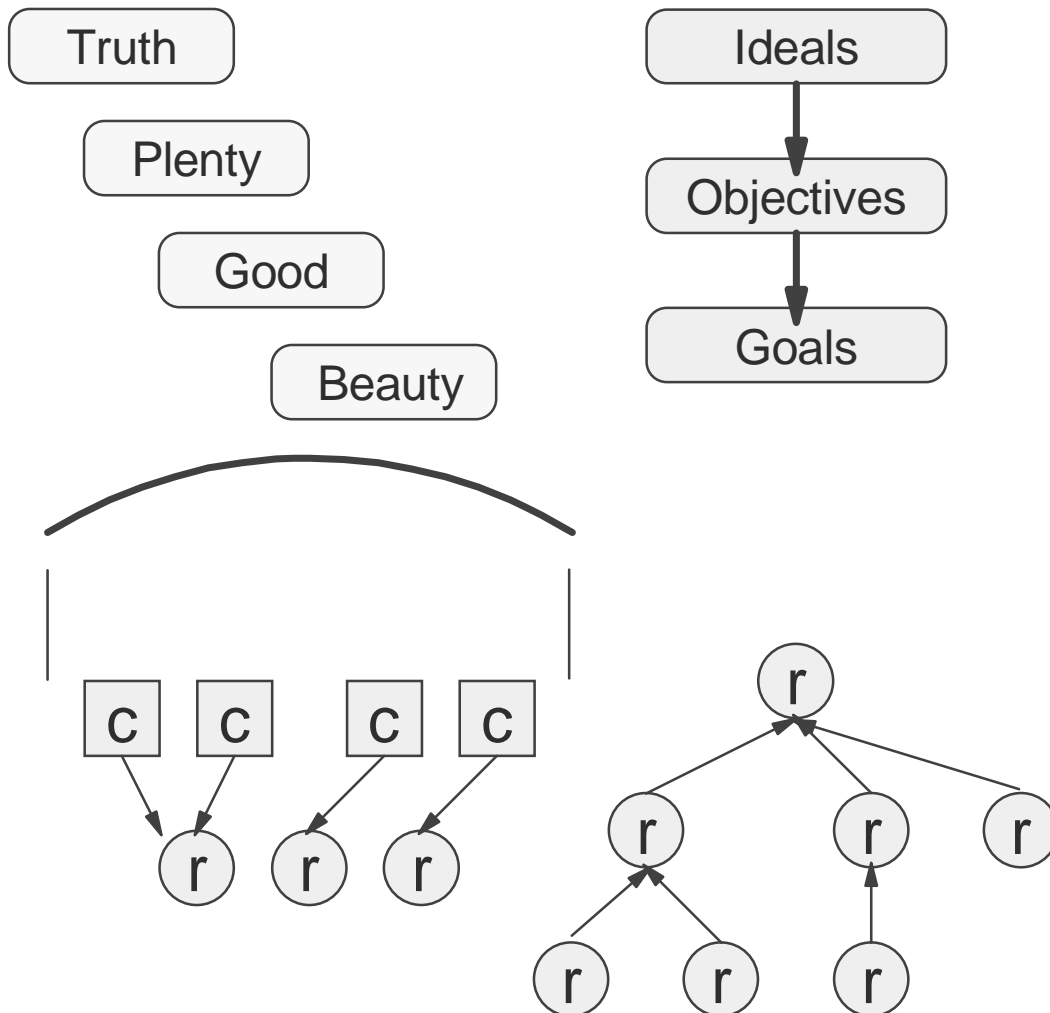 Truth
Ideals
Plenty
Objectives
Good
Goals
Beauty
r
c c c c
r r r
r r r
r r r